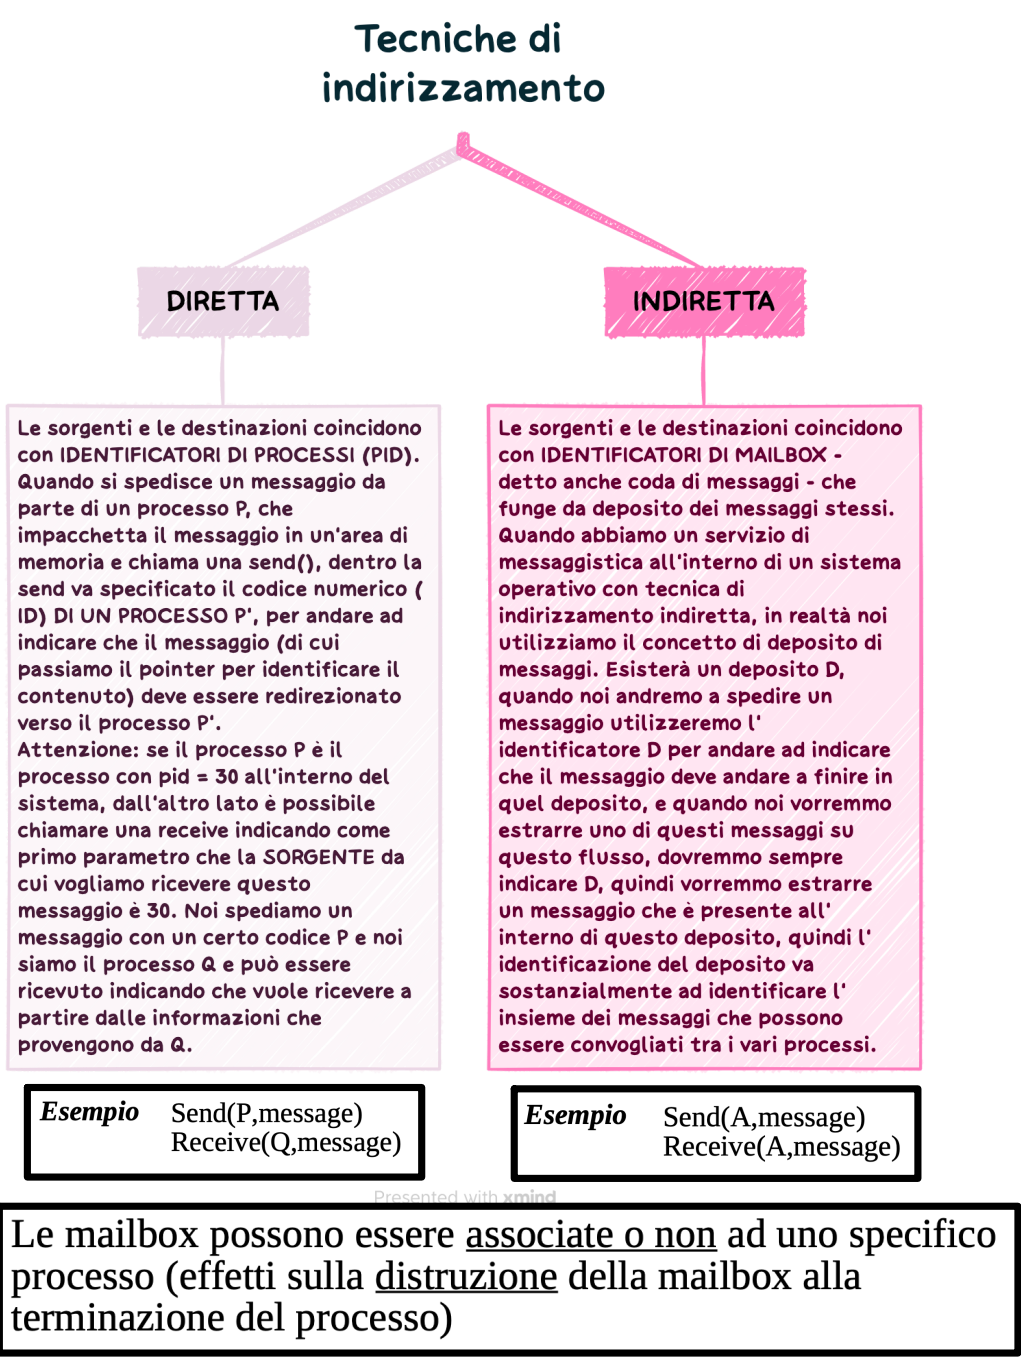 Tecniche di
indirizzamento
DIRETTA
INDIRETTA
Le sorgenti e le destinazioni coincidono
con IDENTIFICATORI DI PROCESSI (PID).
Quando si spedisce un messaggio da
parte di un processo P, che
impacchetta il messaggio in un'area di
memoria e chiama una send(), dentro la
send va specificato il codice numerico (
ID) DI UN PROCESSO P', per andare ad
indicare che il messaggio (di cui
passiamo il pointer per identificare il
contenuto) deve essere redirezionato
verso il processo P'.
Attenzione: se il processo P è il
processo con pid = 30 all'interno del
sistema, dall'altro lato è possibile
chiamare una receive indicando come
primo parametro che la SORGENTE da
cui vogliamo ricevere questo
messaggio è 30. Noi spediamo un
messaggio con un certo codice P e noi
siamo il processo Q e può essere
ricevuto indicando che vuole ricevere a
partire dalle informazioni che
provengono da Q.
Le sorgenti e le destinazioni coincidono
con IDENTIFICATORI DI MAILBOX -
detto anche coda di messaggi - che
funge da deposito dei messaggi stessi.
Quando abbiamo un servizio di
messaggistica all'interno di un sistema
operativo con tecnica di
indirizzamento indiretta, in realtà noi
utilizziamo il concetto di deposito di
messaggi. Esisterà un deposito D,
quando noi andremo a spedire un
messaggio utilizzeremo l'
identificatore D per andare ad indicare
che il messaggio deve andare a finire in
quel deposito, e quando noi vorremmo
estrarre uno di questi messaggi su
questo flusso, dovremmo sempre
indicare D, quindi vorremmo estrarre
un messaggio che è presente all'
interno di questo deposito, quindi l'
identificazione del deposito va
sostanzialmente ad identificare l'
insieme dei messaggi che possono
essere convogliati tra i vari processi.
Esempio Send(P,message)
Receive(Q,message)
Esempio Send(A,message)
Receive(A,message)
Presented with xmind
Le mailbox possono essere associate o non ad uno specifico
processo (effetti sulla distruzione della mailbox alla
terminazione del processo)